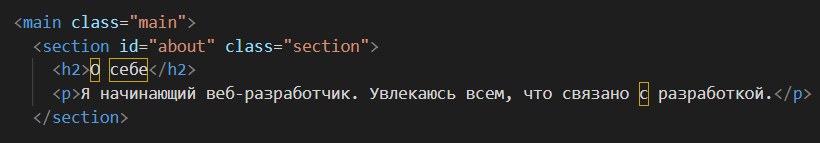 <main class="main">
<section id="about" class="section">
<h2>О себе</h2>
<p>Я начинающий веб-разработчик. Увлекаюсь всем, что связано с разработкой.</p>
</section>